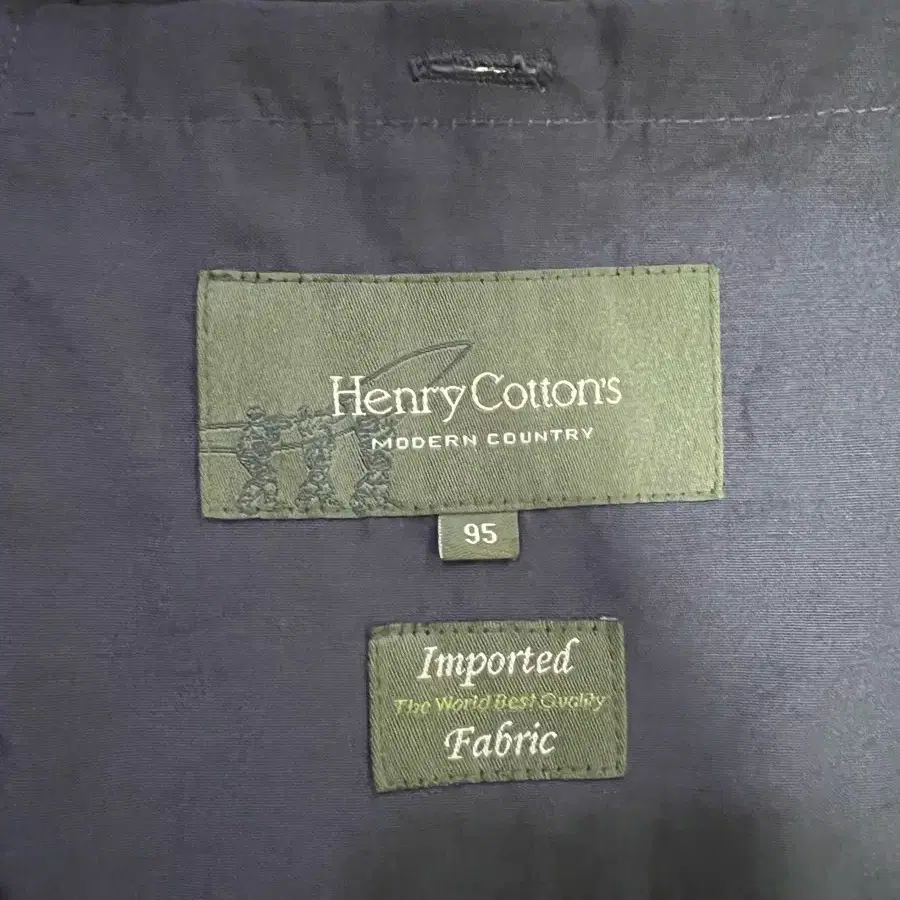 Henry Cotton's
MODERN COUNTRY
95
Imported
The World Best Quality
Fabric